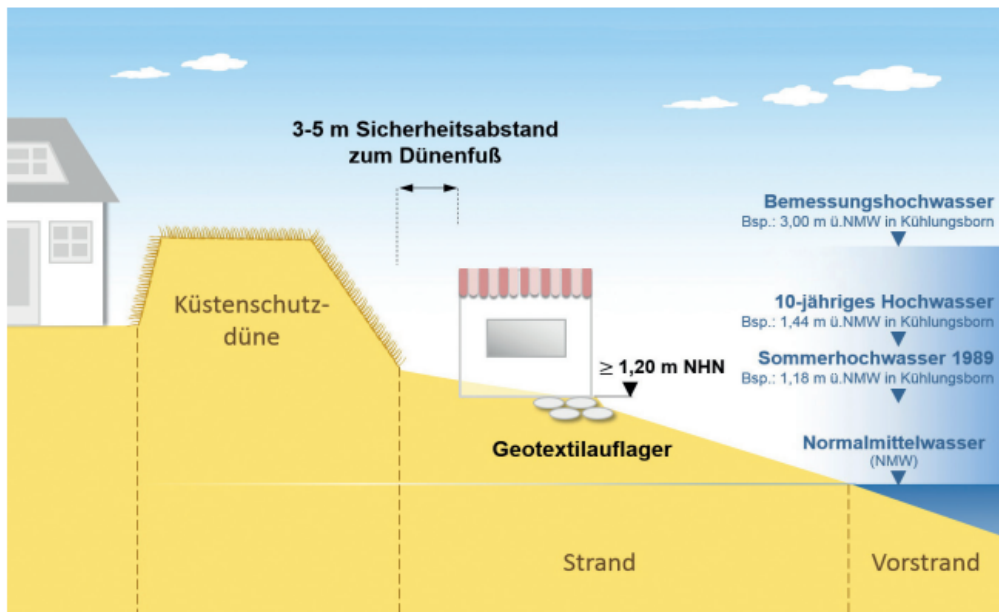 3-5 m Sicherheitsabstand
zum Dünenfuß
Bemessungshochwasser
Bsp.: 3,00 m ü.NMW in Kühlungsborn
Küstenschutz-
düne
10-jähriges Hochwasser
Bsp.: 1,44 m ü.NMW in Kühlungsborn
≥ 1,20 m NHN
Sommerhochwasser 1989
Bsp.: 1,18 m ü.NMW in Kühlungsborn
Geotextilauflager
Normalmittelwasser
(NMW)
Strand
Vorstrand